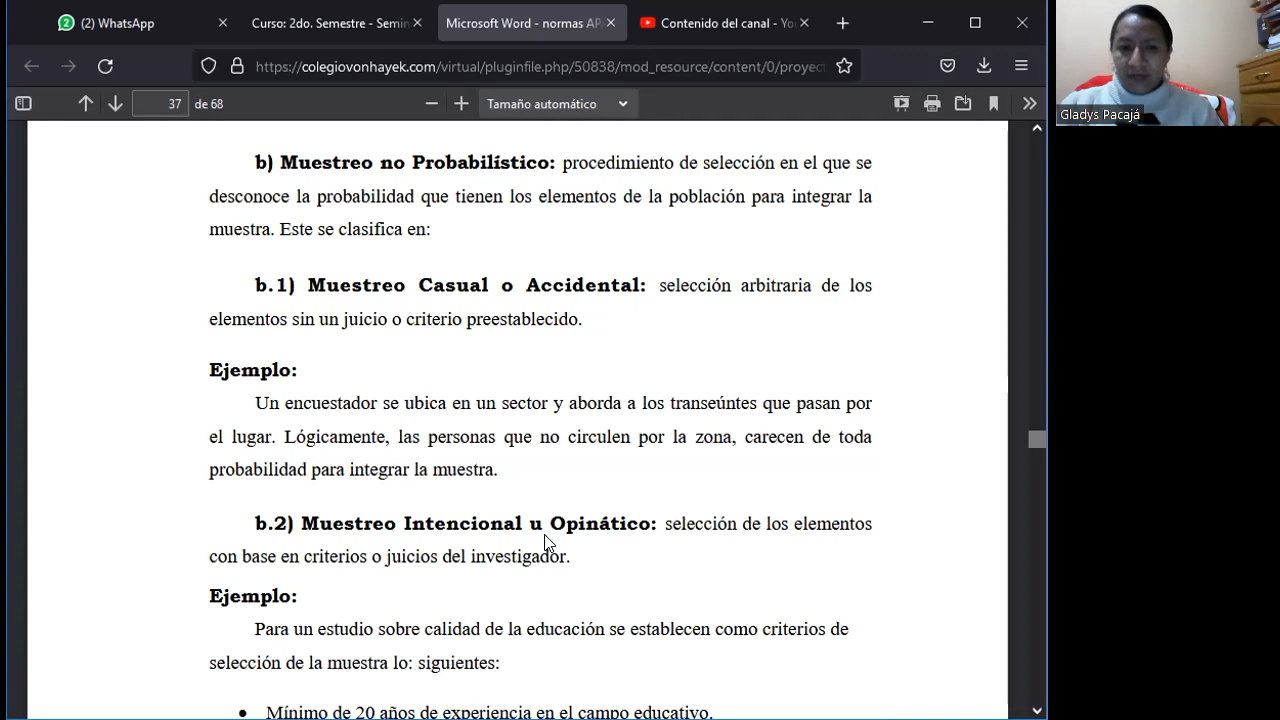 (2) WhatsApp
Curso: 2do. Semestre - Semin
Microsoft Word - normas AP
Contenido del canal - Yo
https://colegiovonhayek.com/virtual/pluginfile.php/50838/mod_resource/content/0/proyect
37 de 68
Tamaño automático
Gladys Pacajá
b) Muestreo no Probabilístico: procedimiento de selección en el que se
desconoce la probabilidad que tienen los elementos de la población para integrar la
muestra. Este se clasifica en:
b.1) Muestreo Casual o Accidental: selección arbitraria de los
elementos sin un juicio o criterio preestablecido.
Ejemplo:
Un encuestador se ubica en un sector y aborda a los transeúntes que pasan por
el lugar. Lógicamente, las personas que no circulen por la zona, carecen de toda
probabilidad para integrar la muestra.
b.2) Muestreo Intencional u Opinático: selección de los elementos
con base en criterios o juicios del investigador.
Ejemplo:
Para un estudio sobre calidad de la educación se establecen como criterios de
selección de la muestra lo: siguientes:
• Mínimo de 20 años de experiencia en el campo educativo.